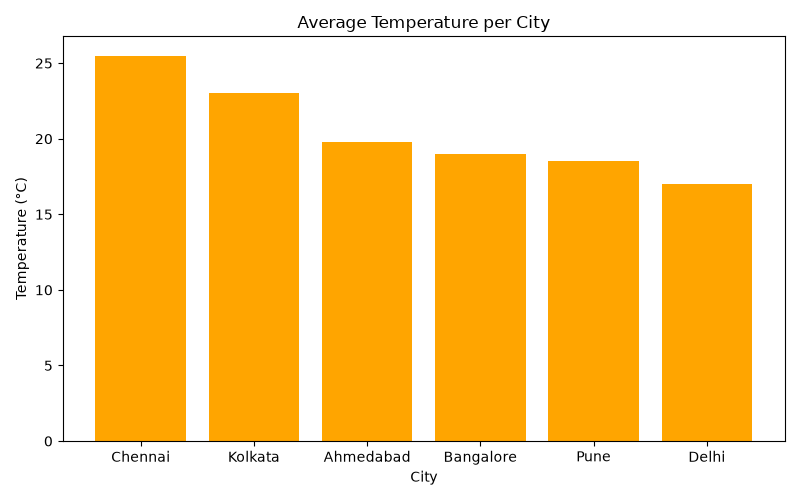 Average Temperature per City
Temperature (°C)
25
20
15
10
5
0
Chennai Kolkata Ahmedabad Bangalore Pune Delhi
City